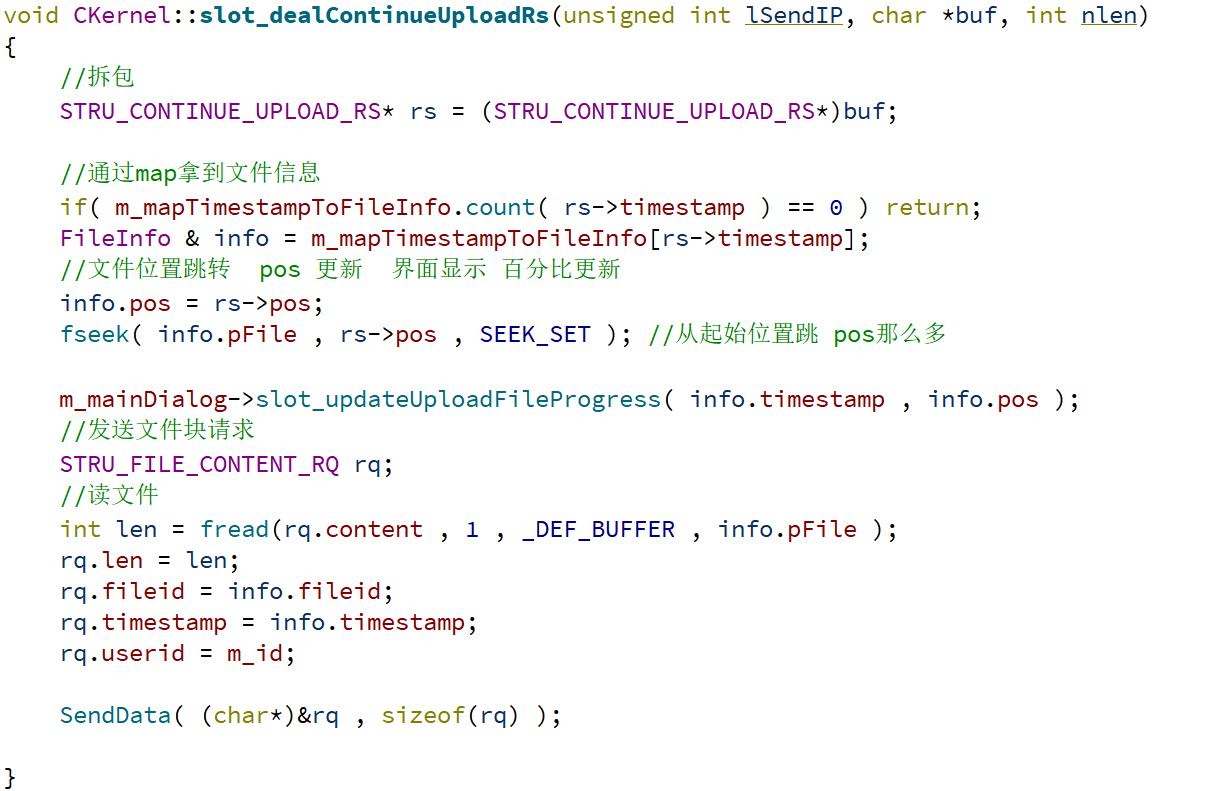 void CKernel::slot_dealContinueUploadRs(unsigned int lSendIP, char *buf, int nlen)
{
    //拆包
    STRU_CONTINUE_UPLOAD_RS* rs = (STRU_CONTINUE_UPLOAD_RS*)buf;
    //通过map拿到文件信息
    if( m_mapTimestampToFileInfo.count( rs->timestamp ) == 0 ) return;
    FileInfo & info = m_mapTimestampToFileInfo[rs->timestamp];
    //文件位置跳转  pos 更新  界面显示 百分比更新
    info.pos = rs->pos;
    fseek( info.pFile , rs->pos , SEEK_SET ); //从起始位置跳 pos那么多
    m_mainDialog->slot_updateUploadFileProgress( info.timestamp , info.pos );
    //发送文件块请求
    STRU_FILE_CONTENT_RQ rq;
    //读文件
    int len = fread(rq.content , 1 , _DEF_BUFFER , info.pFile );
    rq.len = len;
    rq.fileid = info.fileid;
    rq.timestamp = info.timestamp;
    rq.userid = m_id;
    SendData( (char*)&rq , sizeof(rq) );
}